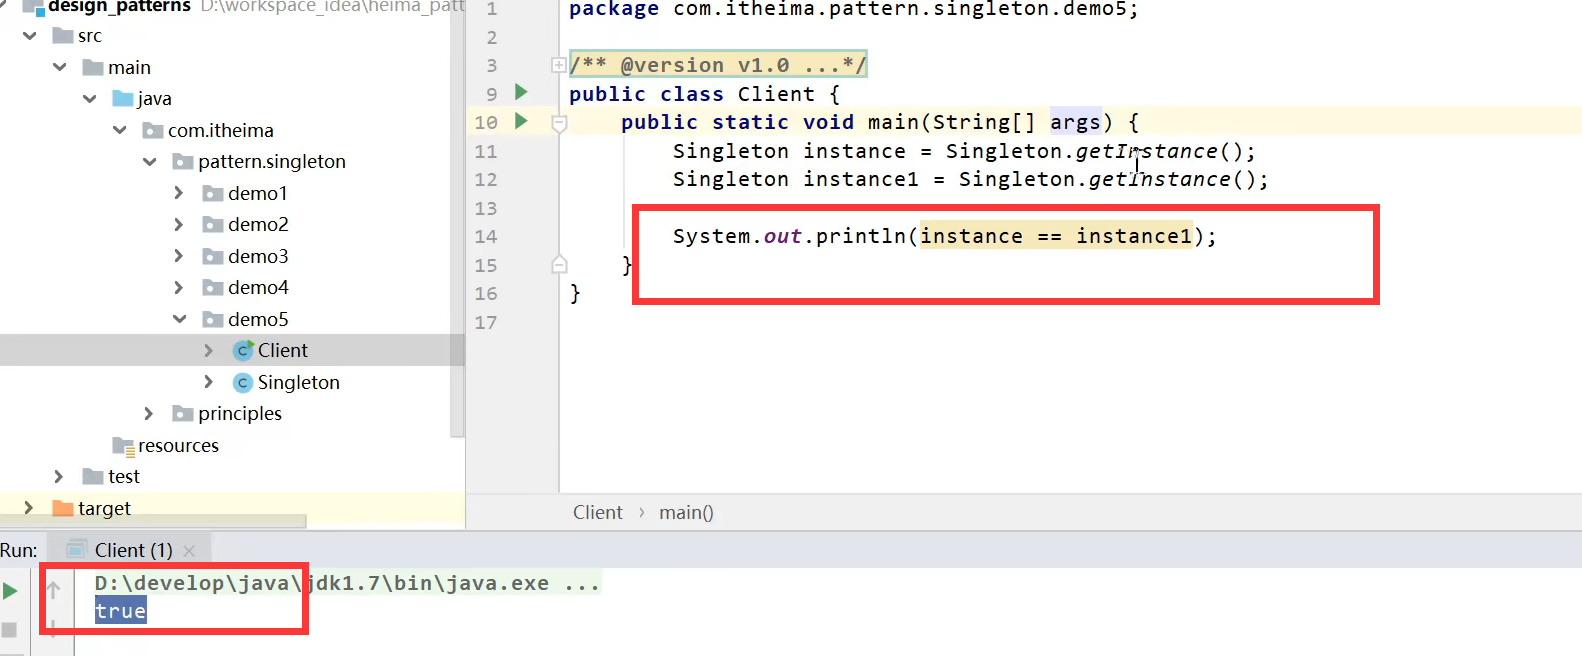 design_patterns D:\workspace_idea\heima_patt
src
main
java
com.itheima
pattern.singleton
demo1
demo2
demo3
demo4
demo5
Client
Singleton
principles
resources
test
target
1 package com.itheima.pattern.singleton.demo5;
2
3 /** @version v1.0 ...*/
9 public class Client {
10 public static void main(String[] args) {
11 Singleton instance = Singleton.getInstance();
12 Singleton instance1 = Singleton.getInstance();
13
14 System.out.println(instance == instance1);
15 }
16 }
17
Client › main()
Run: Client (1)
D:\develop\java\jdk1.7\bin\java.exe ...
true